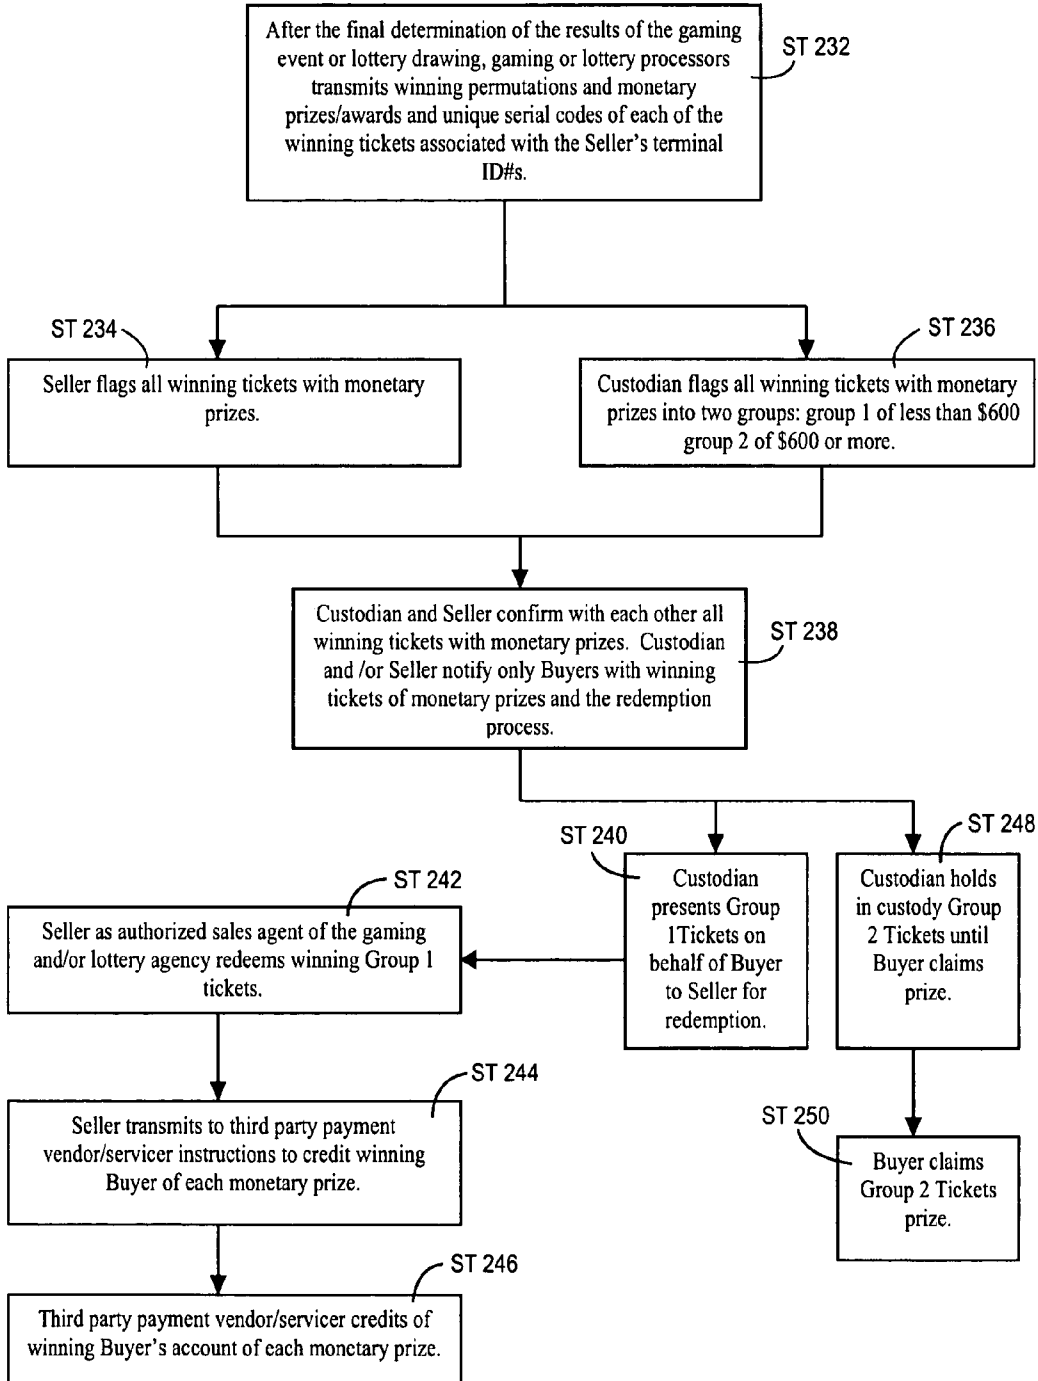 After the final determination of the results of the gaming
event or lottery drawing, gaming or lottery processors
transmits winning permutations and monetary
prizes/awards and unique serial codes of each of the
winning tickets associated with the Seller's terminal
ID#s.
ST 232
ST 234
Seller flags all winning tickets with monetary
prizes.
ST 236
Custodian flags all winning tickets with monetary
prizes into two groups: group 1 of less than $600
group 2 of $600 or more.
Custodian and Seller confirm with each other all
winning tickets with monetary prizes. Custodian
and /or Seller notify only Buyers with winning
tickets of monetary prizes and the redemption
process.
ST 238
ST 240
Custodian
presents Group
1Tickets on
behalf of Buyer
to Seller for
redemption.
ST 248
Custodian holds
in custody Group
2 Tickets until
Buyer claims
prize.
ST 242
Seller as authorized sales agent of the gaming
and/or lottery agency redeems winning Group 1
tickets.
ST 244
Seller transmits to third party payment
vendor/servicer instructions to credit winning
Buyer of each monetary prize.
ST 250
Buyer claims
Group 2 Tickets
prize.
ST 246
Third party payment vendor/servicer credits of
winning Buyer's account of each monetary prize.